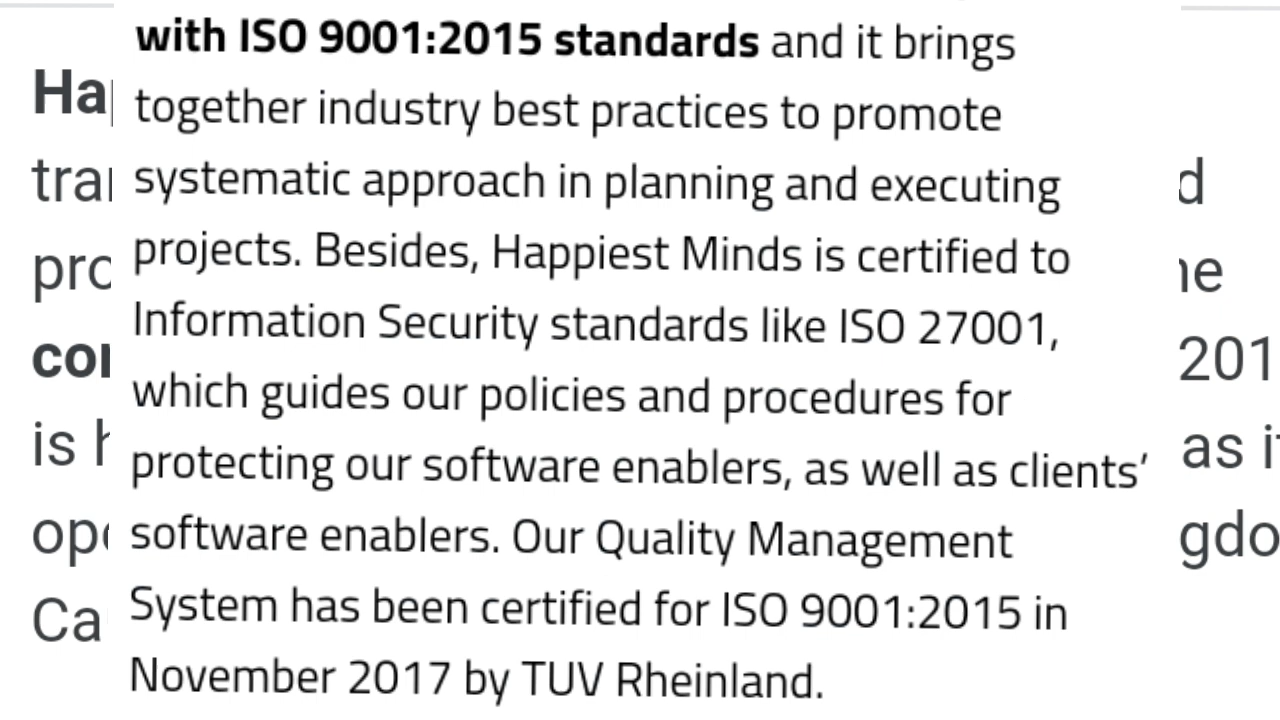 with ISO 9001:2015 standards and it brings
together industry best practices to promote
systematic approach in planning and executing
projects. Besides, Happiest Minds is certified to
Information Security standards like ISO 27001,
which guides our policies and procedures for
protecting our software enablers, as well as clients’
software enablers. Our Quality Management
System has been certified for ISO 9001:2015 in
November 2017 by TUV Rheinland.
is
201
as